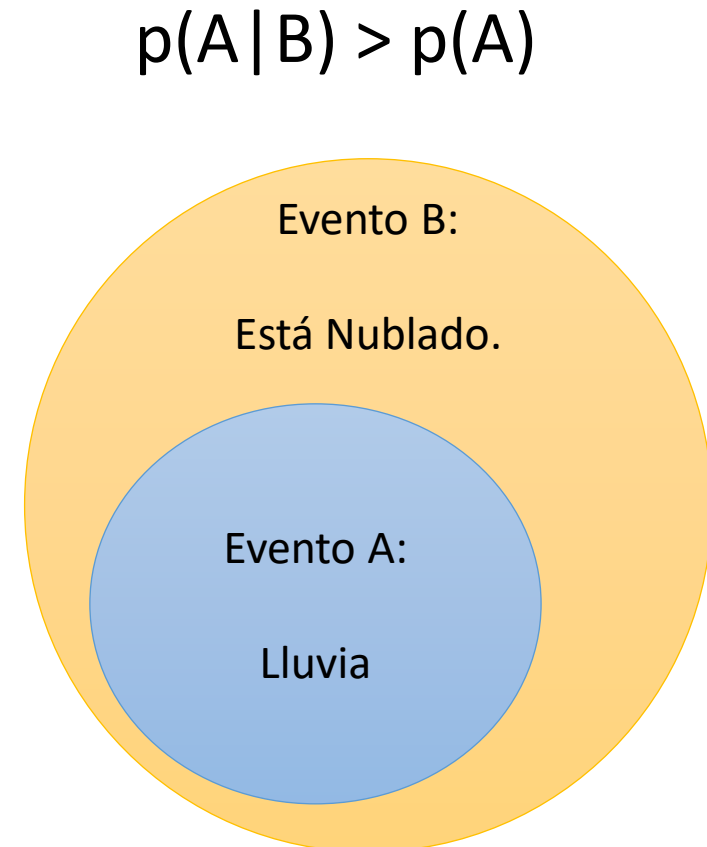 p(A|B) > p(A)
Evento B:
Está Nublado.
Evento A:
Lluvia